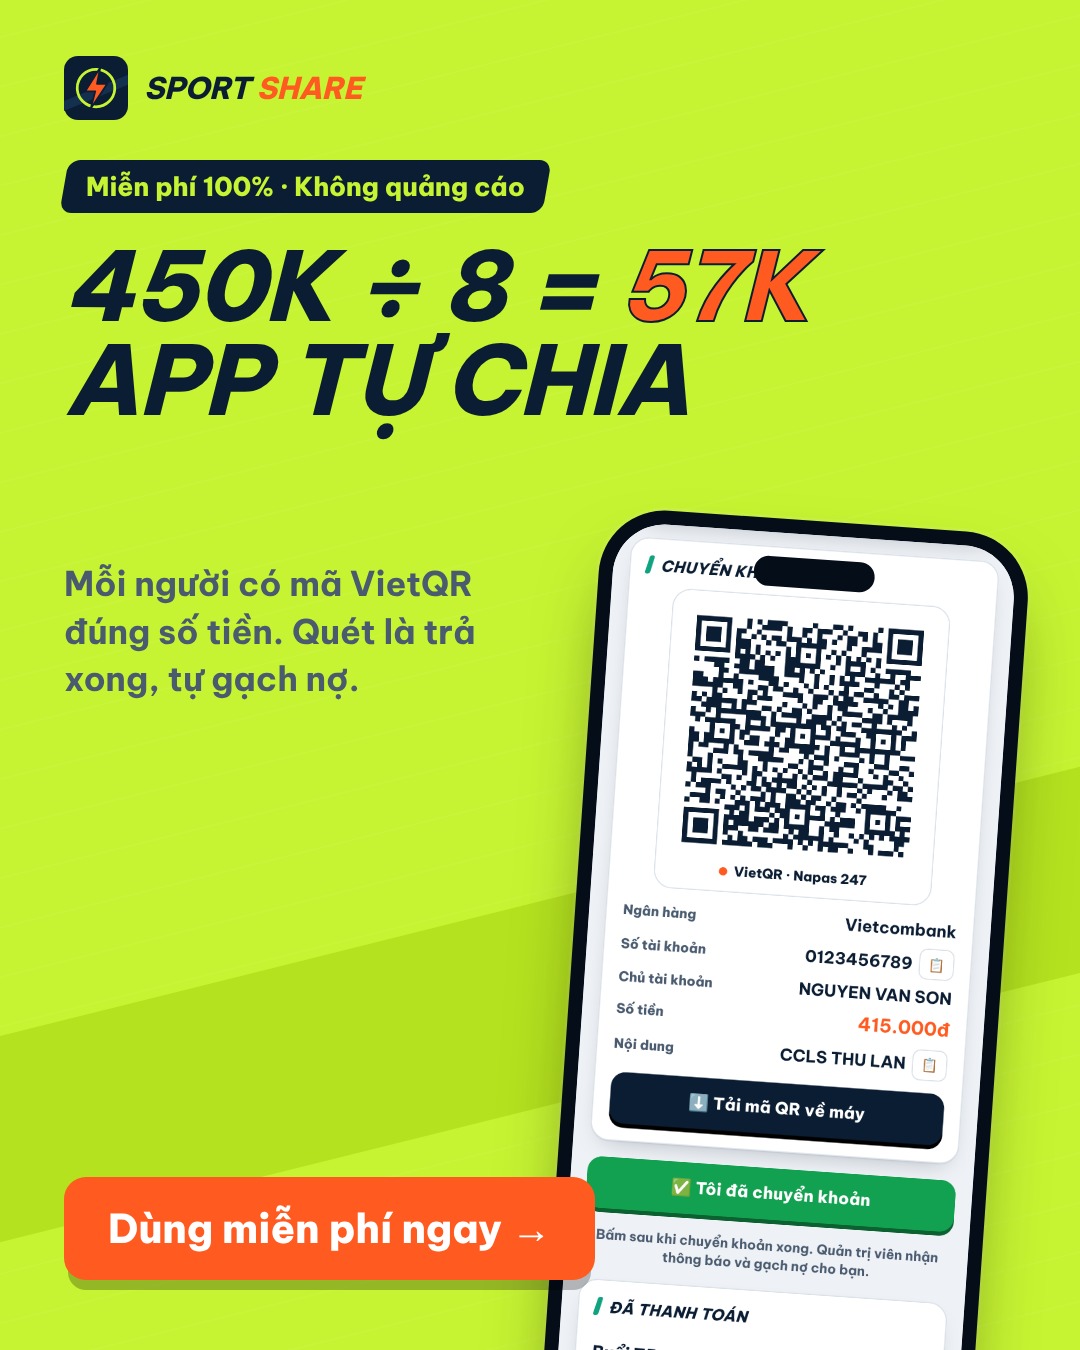 SPORT SHARE
Miễn phí 100% · Không quảng cáo
450K ÷ 8 = 57K
APP TỰ CHIA
Mỗi người có mã VietQR
đúng số tiền. Quét là trả
xong, tự gạch nợ.
CHUYỂN
VietQR · Napas 247
Ngân hàng Vietcombank
Số tài khoản 0123456789
Chủ tài khoản NGUYEN VAN SON
Số tiền 415.000đ
Nội dung CCLS THU LAN
⬇️ Tải mã QR về máy
✅ Tôi đã chuyển khoản
Bấm sau khi chuyển khoản xong. Quản trị viên nhận
thông báo và gạch nợ cho bạn.
Dùng miễn phí ngay →
ĐÃ THANH TOÁN